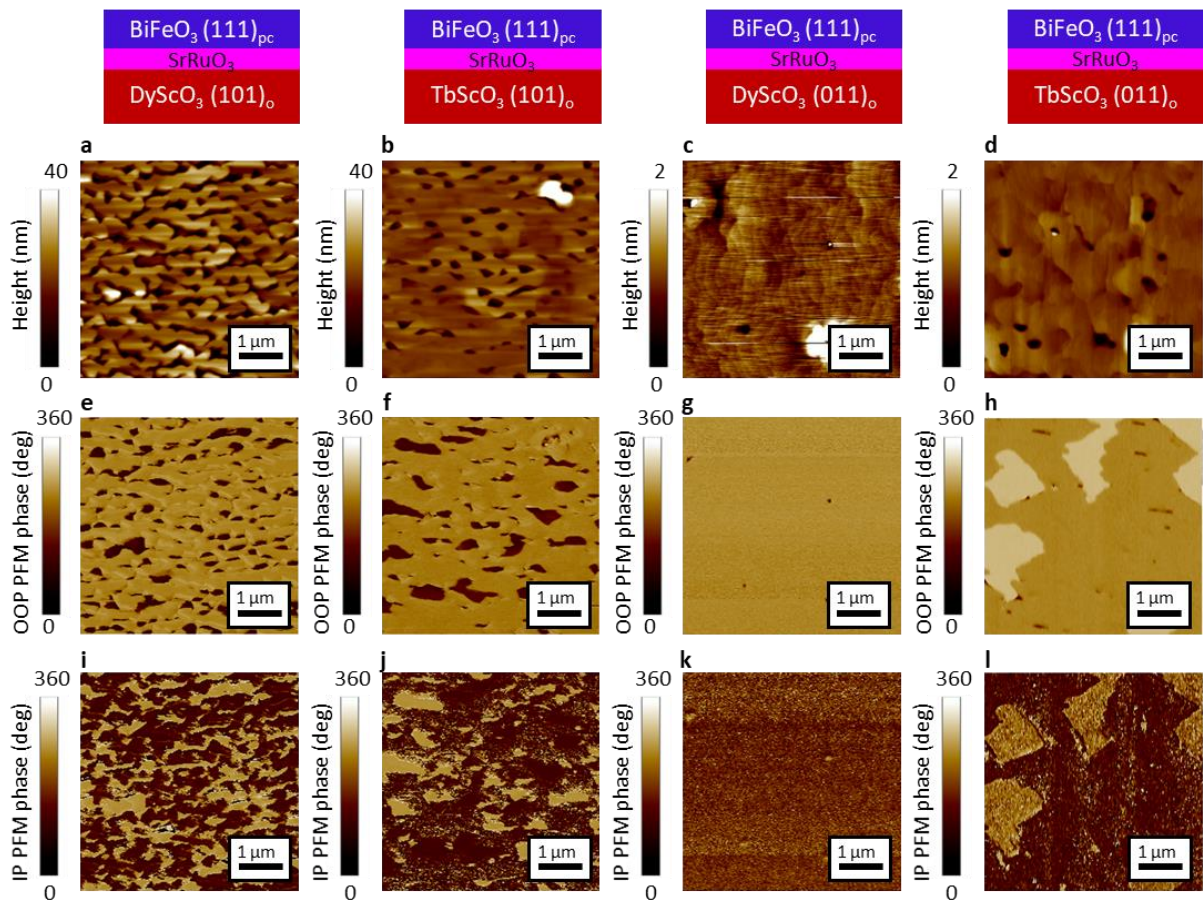 BiFeO₃ (111)pc
SrRuO₃
DyScO₃ (101)o
BiFeO₃ (111)pc
SrRuO₃
TbScO₃ (101)o
BiFeO₃ (111)pc
SrRuO₃
DyScO₃ (011)o
BiFeO₃ (111)pc
SrRuO₃
TbScO₃ (011)o
a
40
Height (nm)
0
1 μm
b
40
Height (nm)
0
1 μm
c
2
Height (nm)
0
1 μm
d
2
Height (nm)
0
1 μm
e
360
OOP PFM phase (deg)
0
1 μm
f
360
OOP PFM phase (deg)
0
1 μm
g
360
OOP PFM phase (deg)
0
1 μm
h
360
OOP PFM phase (deg)
0
1 μm
i
360
IP PFM phase (deg)
0
1 μm
j
360
IP PFM phase (deg)
0
1 μm
k
360
IP PFM phase (deg)
0
1 μm
l
360
IP PFM phase (deg)
0
1 μm